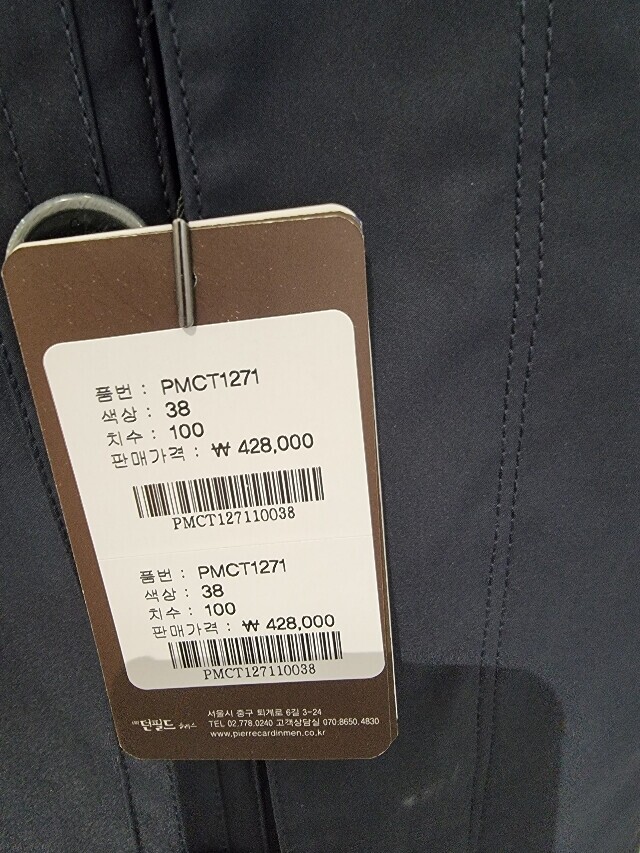 품번 : PMCT1271
색상 : 38
치수 : 100
판매가격 : ₩ 428,000
PMCT127110038
품번 : PMCT1271
색상 : 38
치수 : 100
판매가격 : ₩ 428,000
PMCT127110038
서울시 중구 퇴계로 6길 3-24
던필드 TEL 02.778.0240 고객상담실 070.8650.4830
www.pierrecardinmen.co.kr